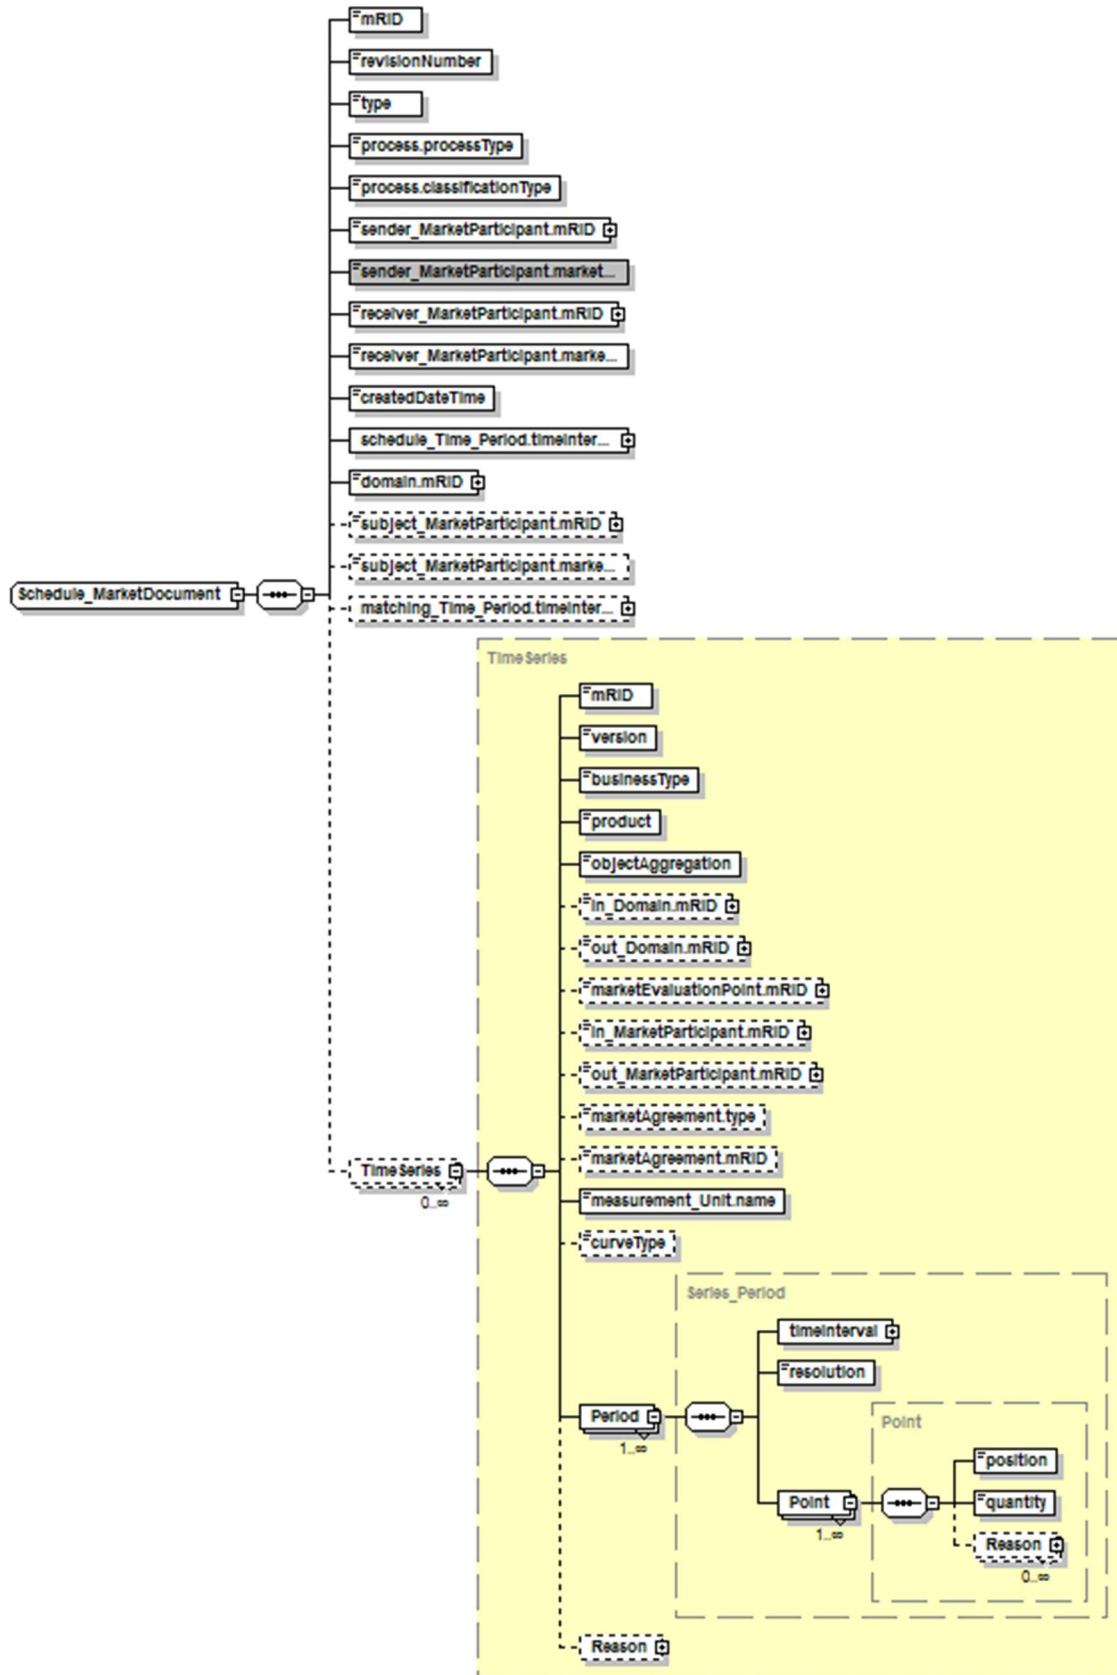 mRID
revisionNumber
type
process.processType
process.classificationType
sender_MarketParticipant.mRID
sender_MarketParticipant.market...
receiver_MarketParticipant.mRID
receiver_MarketParticipant.marke...
createdDateTime
schedule_Time_Period.timeInter...
domain.mRID
subject_MarketParticipant.mRID
subject_MarketParticipant.marke...
Schedule_MarketDocument
matching_Time_Period.timeInter...
TimeSeries
mRID
version
businessType
product
objectAggregation
in_Domain.mRID
out_Domain.mRID
marketEvaluationPoint.mRID
in_MarketParticipant.mRID
out_MarketParticipant.mRID
marketAgreement.type
marketAgreement.mRID
TimeSeries
0..∞
measurement_Unit.name
curveType
Series_Period
timeInterval
resolution
Period
1..∞
Point
position
Point
1..∞
quantity
Reason
0..∞
Reason